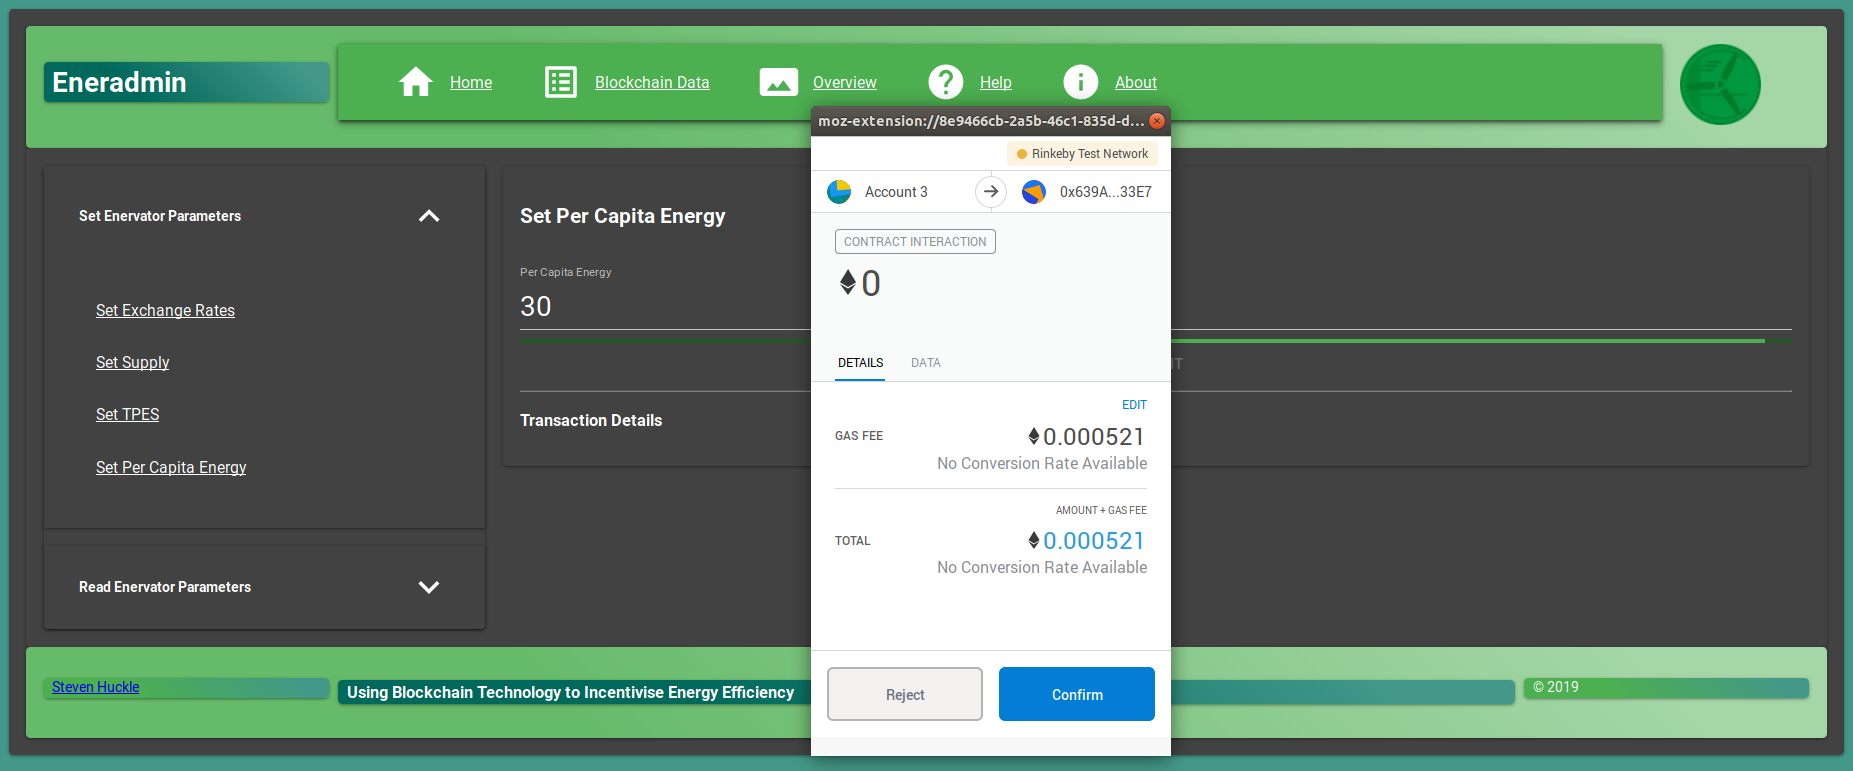 Eneradmin
Home
Blockchain Data
Overview
Help
About
Set Enervator Parameters
Set Exchange Rates
Set Supply
Set TPES
Set Per Capita Energy
Read Enervator Parameters
Set Per Capita Energy
Per Capita Energy
30
IT
Transaction Details
moz-extension://8e9466cb-2a5b-46c1-835d-d...
Rinkeby Test Network
Account 3
0x639A...33E7
CONTRACT INTERACTION
0
DETAILS
DATA
EDIT
GAS FEE
0.000521
No Conversion Rate Available
AMOUNT + GAS FEE
TOTAL
0.000521
No Conversion Rate Available
Reject
Confirm
Steven Huckle
Using Blockchain Technology to Incentivise Energy Efficiency
© 2019